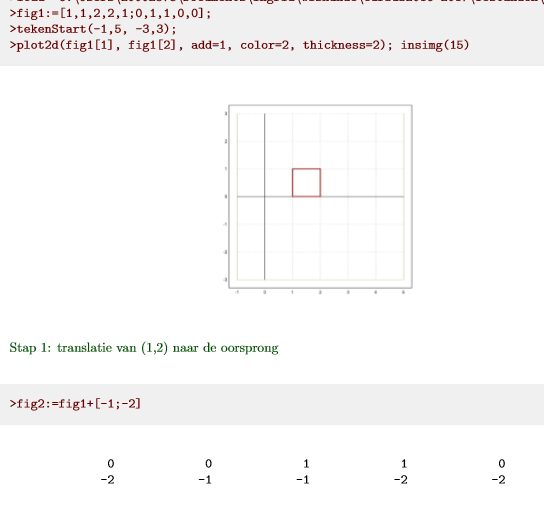 >fig1:=[1,1,2,2,1;0,1,1,0,0];
>tekenStart(-1,5, -3,3);
>plot2d(fig1[1], fig1[2], add=1, color=2, thickness=2); insimg(15)
3
2
1
0
-1
-2
-3
-1 0 1 2 3 4 5
Stap 1: translatie van (1,2) naar de oorsprong
>fig2:=fig1+[-1;-2]
0 0 1 1 0
-2 -1 -1 -2 -2